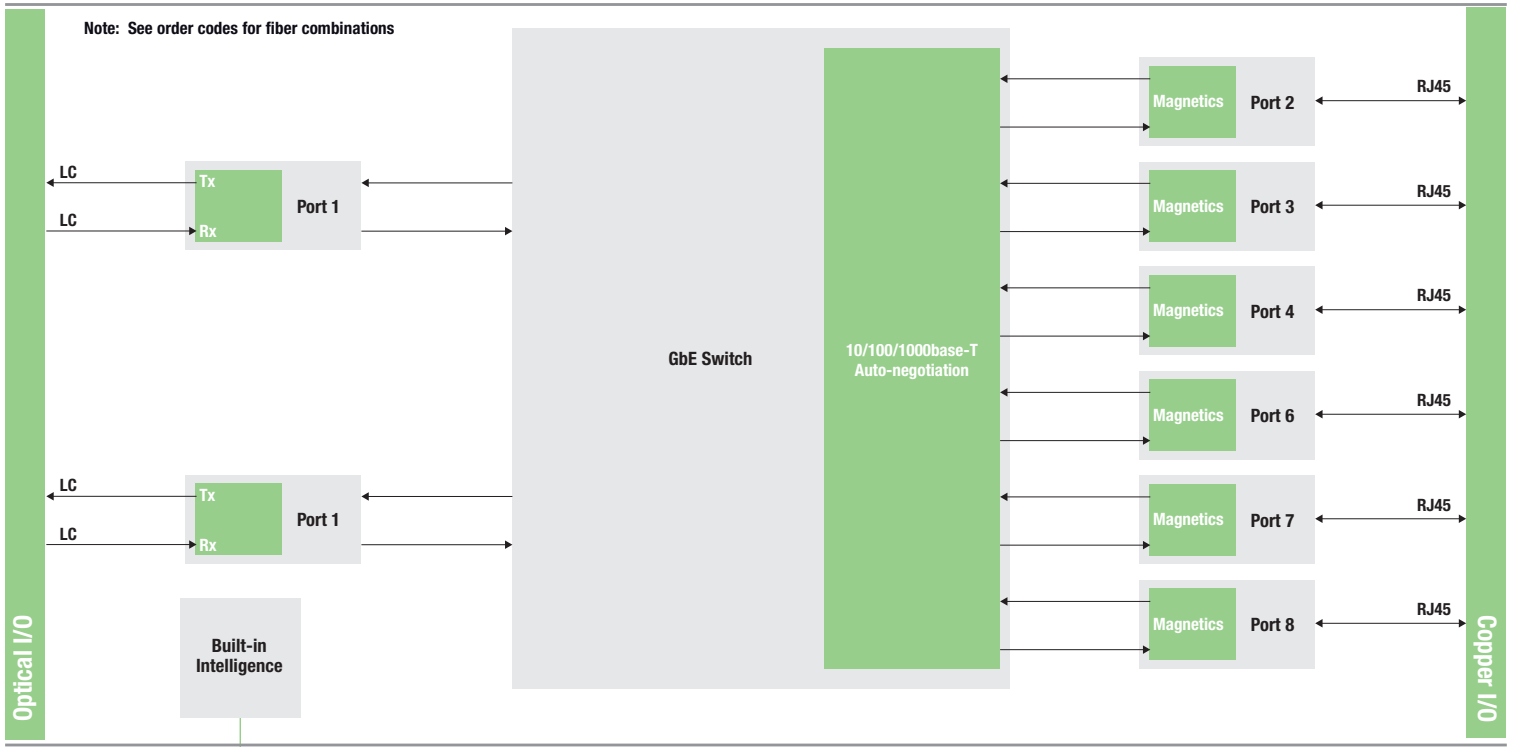 Note: See order codes for fiber combinations
LC
Tx
Port 1
LC
Rx
LC
Tx
Port 1
LC
Rx
Built-in
Intelligence
Optical I/O
GbE Switch
10/100/1000base-T
Auto-negotiation
Magnetics
Port 2
RJ45
Magnetics
Port 3
RJ45
Magnetics
Port 4
RJ45
Magnetics
Port 6
RJ45
Magnetics
Port 7
RJ45
Magnetics
Port 8
RJ45
Copper I/O